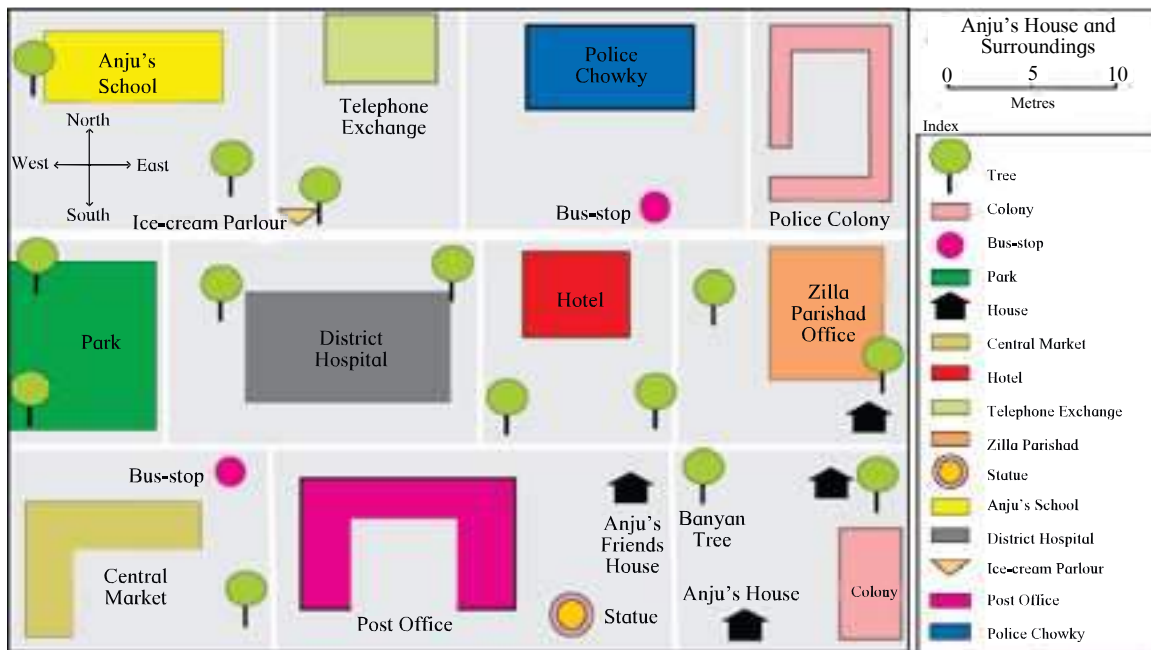 Anju's
School
North
West
East
South
Ice-cream Parlour
Telephone
Exchange
Police
Chowky
Bus-stop
Police Colony
Park
District
Hospital
Hotel
Zilla
Parishad
Office
Bus-stop
Central
Market
Post Office
Anju's
Friends
House
Statue
Banyan
Tree
Anju's House
Colony
Anju's House and
Surroundings
0 5 10
Metres
Index
Tree
Colony
Bus-stop
Park
House
Central Market
Hotel
Telephone Exchange
Zilla Parishad
Statue
Anju's School
District Hospital
Ice-cream Parlour
Post Office
Police Chowky